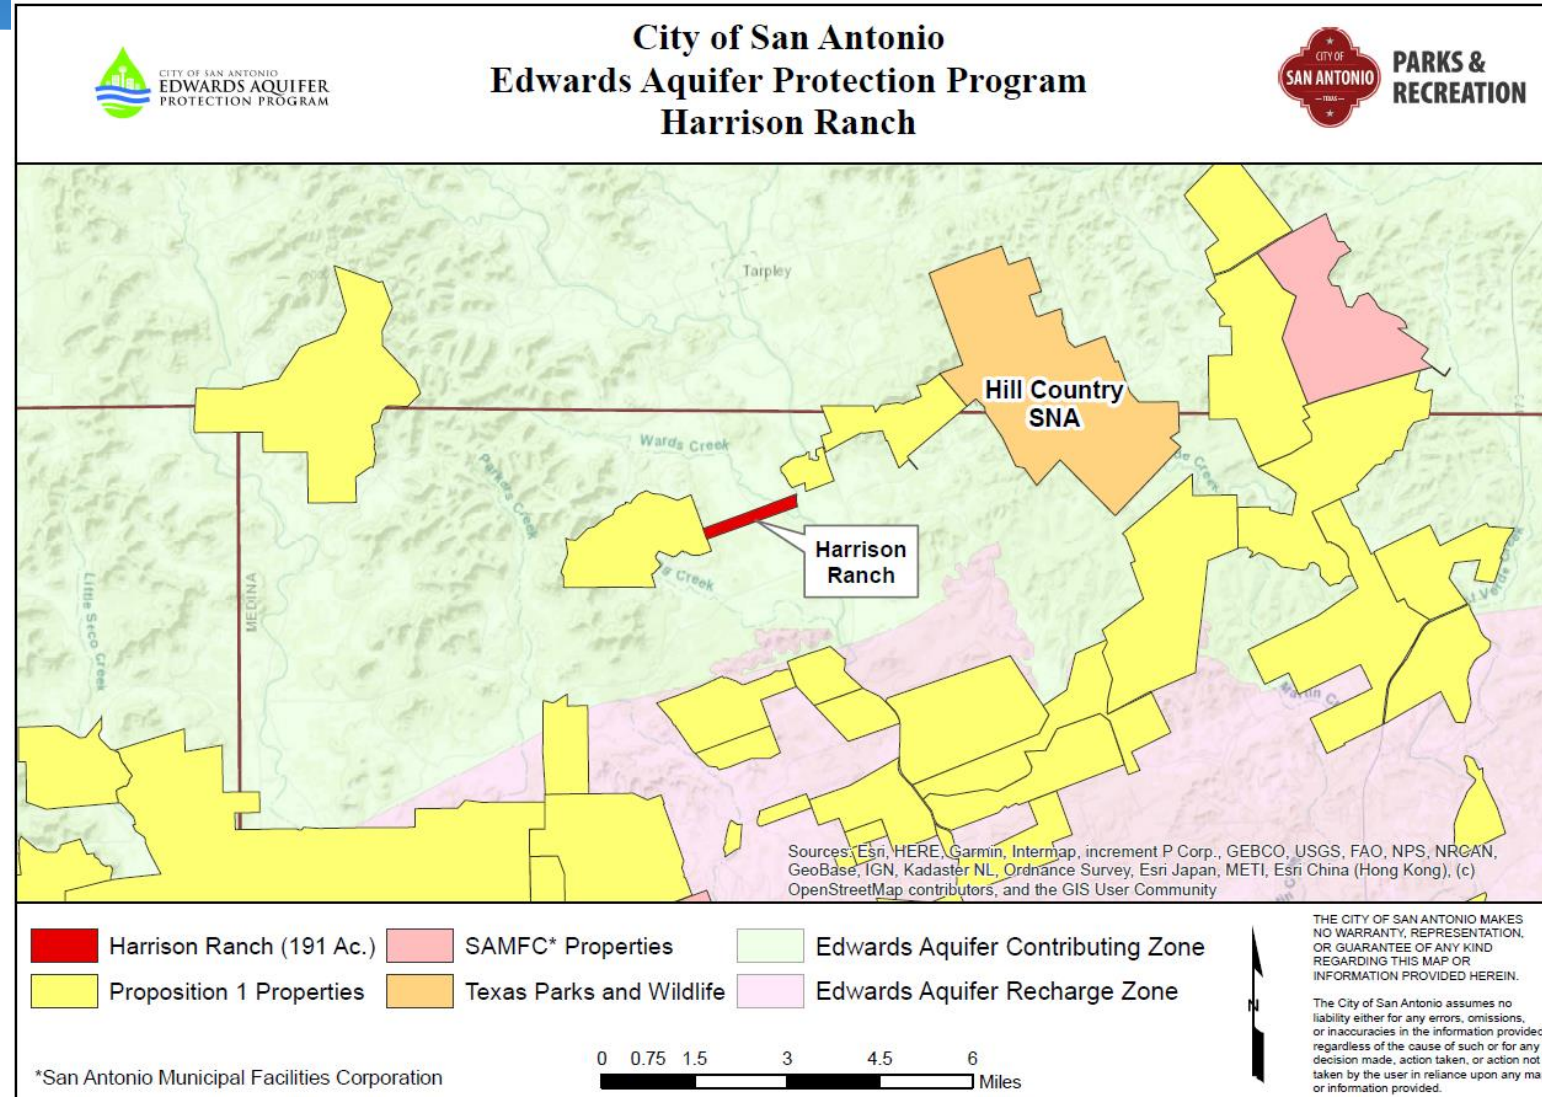 CITY OF SAN ANTONIO
EDWARDS AQUIFER
PROTECTION PROGRAM
City of San Antonio
Edwards Aquifer Protection Program
Harrison Ranch
CITY OF
SAN ANTONIO
TEXAS
PARKS &
RECREATION
Tarpley
Hill Country
SNA
Wards Creek
Parkers Creek
Harrison
Ranch
Creek
Little Seco Creek
MEDINA
Verde Creek
Sources: Esri, HERE, Garmin, Intermap, increment P Corp., GEBCO, USGS, FAO, NPS, NRCAN,
GeoBase, IGN, Kadaster NL, Ordnance Survey, Esri Japan, METI, Esri China (Hong Kong), (c)
OpenStreetMap contributors, and the GIS User Community
Harrison Ranch (191 Ac.)
SAMFC* Properties
Edwards Aquifer Contributing Zone
Proposition 1 Properties
Texas Parks and Wildlife
Edwards Aquifer Recharge Zone
*San Antonio Municipal Facilities Corporation
0 0.75 1.5 3 4.5 6
Miles
N
THE CITY OF SAN ANTONIO MAKES
NO WARRANTY, REPRESENTATION,
OR GUARANTEE OF ANY KIND
REGARDING THIS MAP OR
INFORMATION PROVIDED HEREIN.
The City of San Antonio assumes no
liability either for any errors, omissions,
or inaccuracies in the information provided
regardless of the cause of such or for any
decision made, action taken, or action not
taken by the user in reliance upon any ma
or information provided.